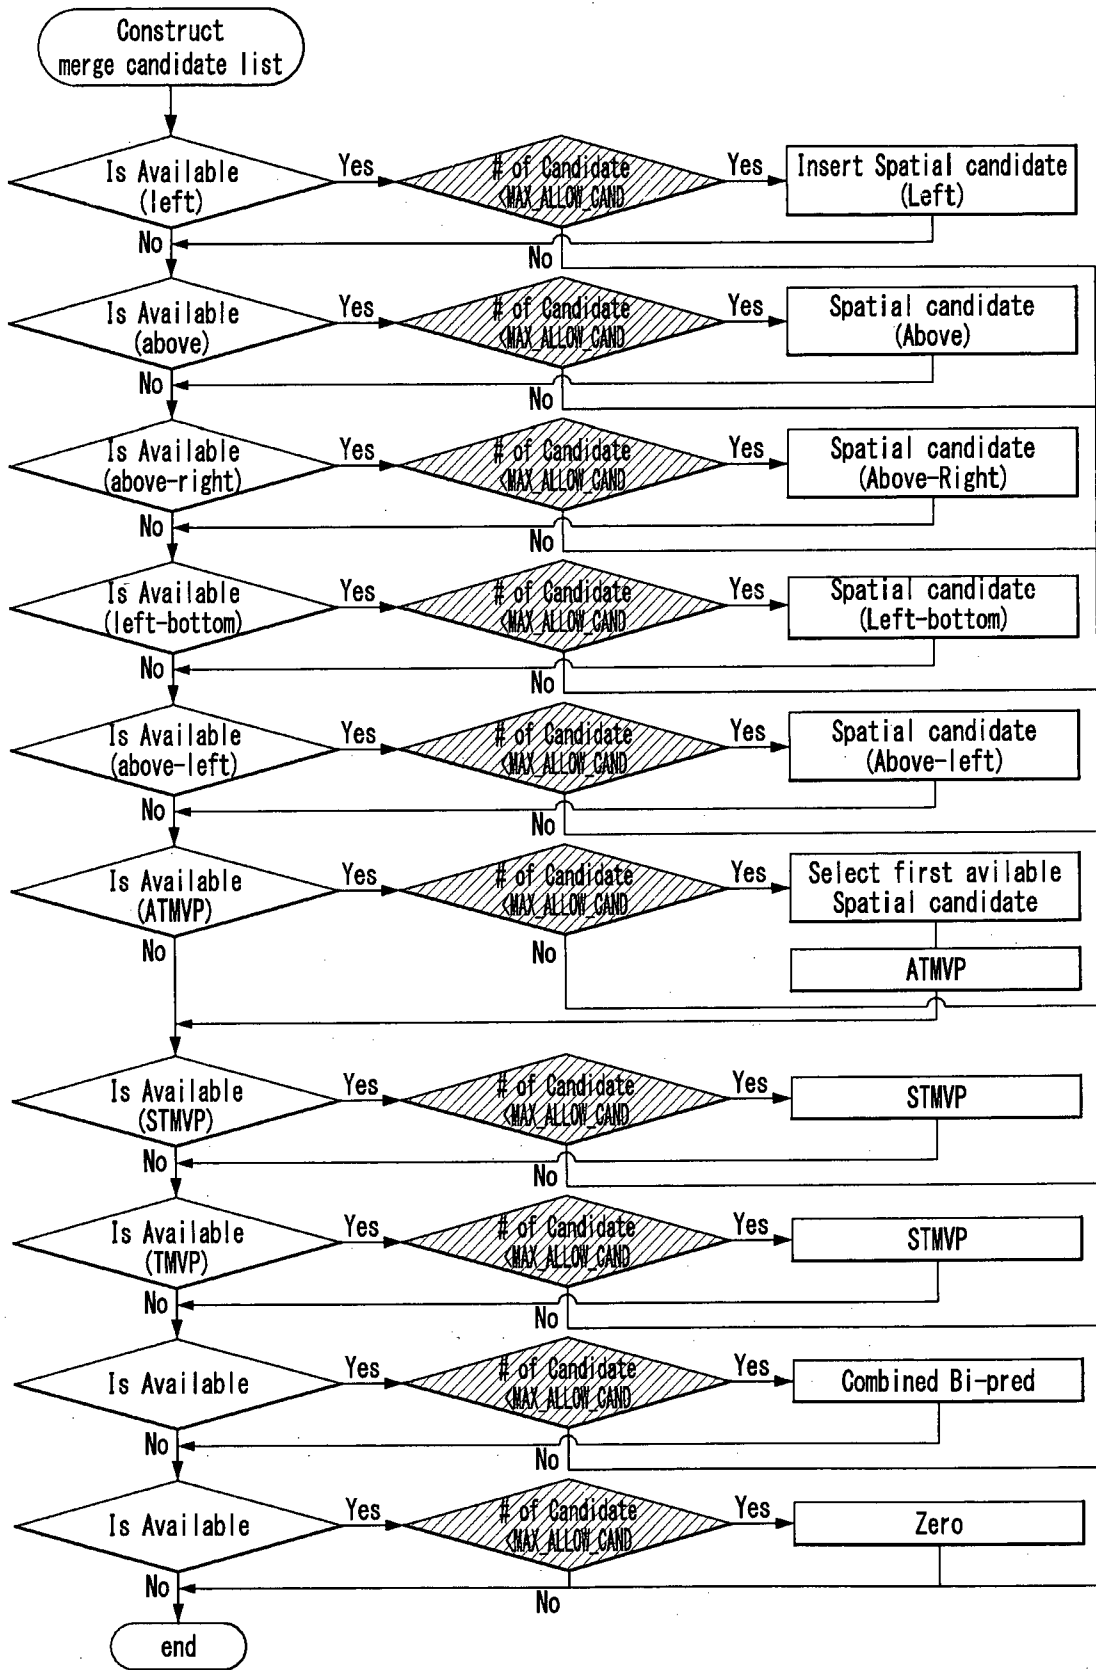 Construct
merge candidate list
Is Available
(left)
Yes
# of Candidate
<MAX_ALLOW_CAND
Yes
Insert Spatial candidate
(Left)
No
No
Is Available
(above)
Yes
# of Candidate
<MAX_ALLOW_CAND
Yes
Spatial candidate
(Above)
No
No
Is Available
(above-right)
Yes
# of Candidate
<MAX_ALLOW_CAND
Yes
Spatial candidate
(Above-Right)
No
No
Is Available
(left-bottom)
Yes
# of Candidate
<MAX_ALLOW_CAND
Yes
Spatial candidate
(Left-bottom)
No
No
Is Available
(above-left)
Yes
# of Candidate
<MAX_ALLOW_CAND
Yes
Spatial candidate
(Above-left)
No
No
Is Available
(ATMVP)
Yes
# of Candidate
<MAX_ALLOW_CAND
Yes
Select first avilable
Spatial candidate
No
No
ATMVP
Is Available
(STMVP)
Yes
# of Candidate
<MAX_ALLOW_CAND
Yes
STMVP
No
No
Is Available
(TMVP)
Yes
# of Candidate
<MAX_ALLOW_CAND
Yes
STMVP
No
No
Is Available
Yes
# of Candidate
<MAX_ALLOW_CAND
Yes
Combined Bi-pred
No
No
Is Available
Yes
# of Candidate
<MAX_ALLOW_CAND
Yes
Zero
No
No
end